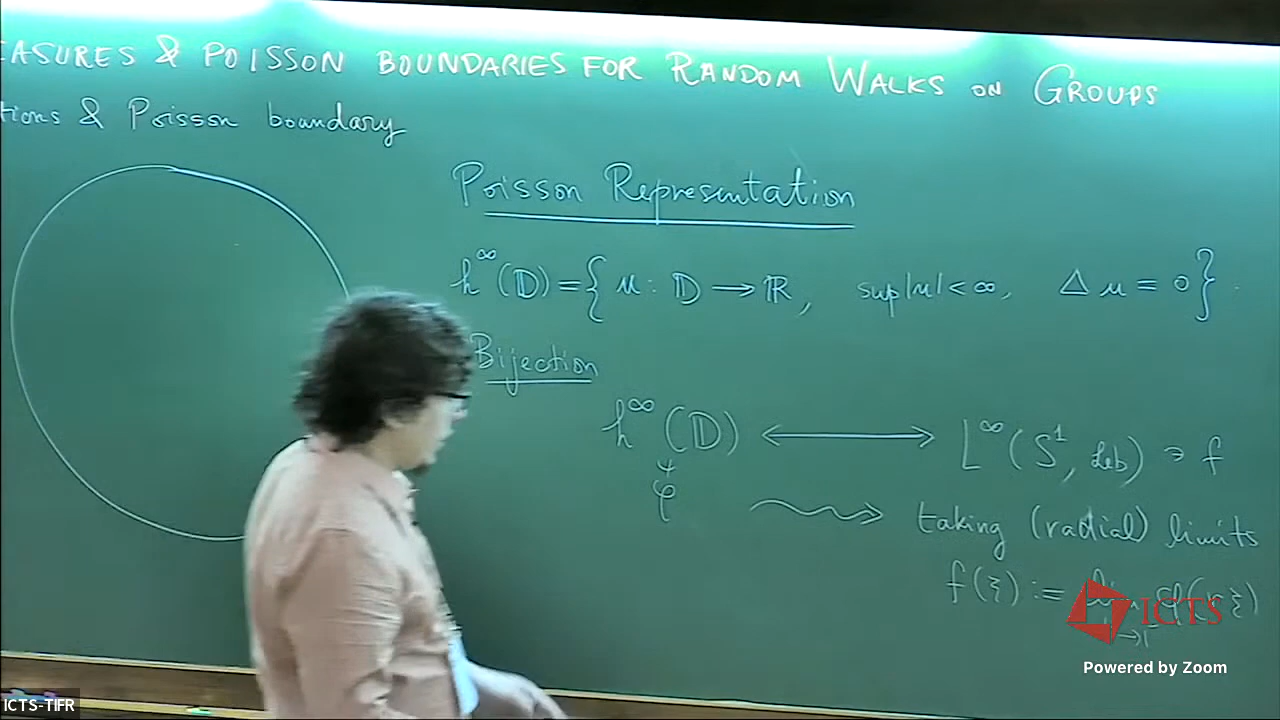 EASURES & POISSON BOUNDARIES FOR RANDOM WALKS ON GROUPS
tions & Poisson boundary
Poisson Representation
h^∞(𝔻) = { u : 𝔻 → ℝ, sup|u| < ∞, Δu = 0 }.
Bijection
h^∞(𝔻) ⟷ L^∞(S^1, Leb) ∋ f
φ
taking (radial) limits
f(ξ) := φ(rξ)
ICTS
Powered by Zoom
ICTS-TIFR